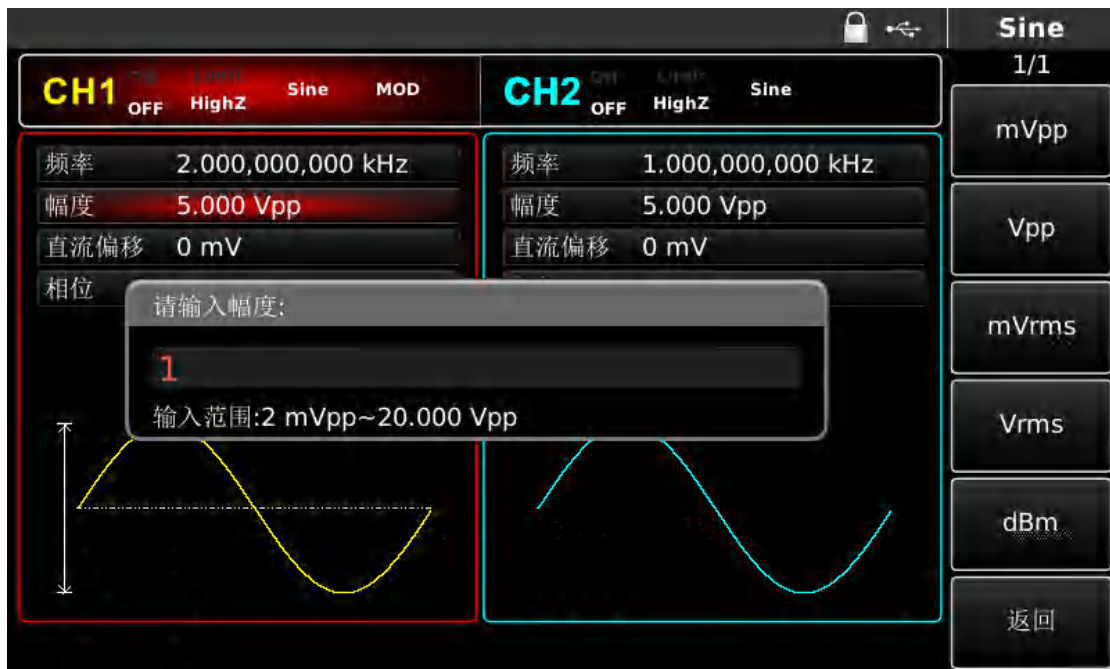 Sine
1/1
CH1 OFF HighZ Sine MOD
CH2 OFF HighZ Sine
频率 2.000,000,000 kHz
幅度 5.000 Vpp
直流偏移 0 mV
相位
频率 1.000,000,000 kHz
幅度 5.000 Vpp
直流偏移 0 mV
请输入幅度:
1
输入范围:2 mVpp~20.000 Vpp
mVpp
Vpp
mVrms
Vrms
dBm
返回